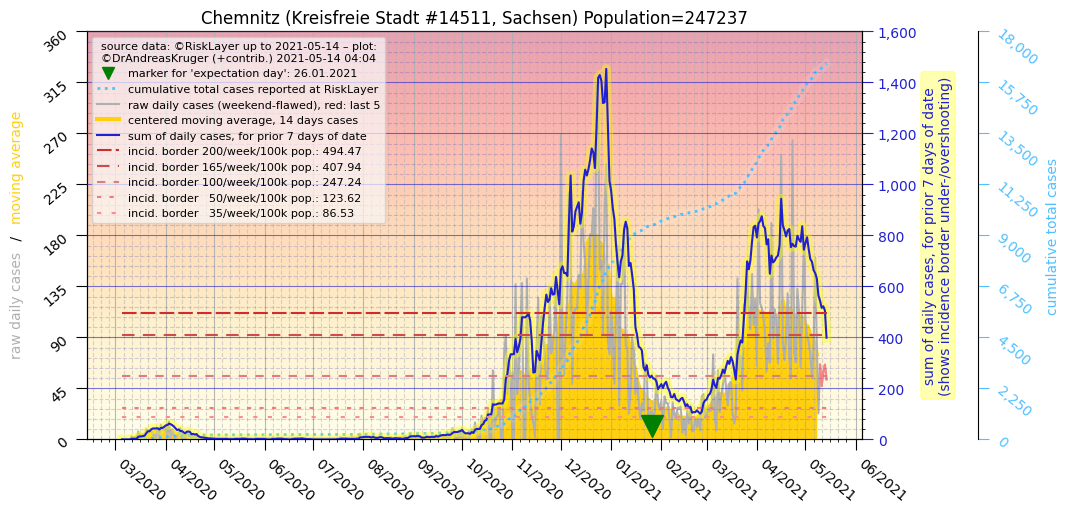 Chemnitz (Kreisfreie Stadt #14511, Sachsen) Population=247237
source data: ©RiskLayer up to 2021-05-14 – plot:
©DrAndreasKruger (+contrib.) 2021-05-14 04:04
marker for 'expectation day': 26.01.2021
cumulative total cases reported at RiskLayer
raw daily cases (weekend-flawed), red: last 5
centered moving average, 14 days cases
sum of daily cases, for prior 7 days of date
incid. border 200/week/100k pop.: 494.47
incid. border 165/week/100k pop.: 407.94
incid. border 100/week/100k pop.: 247.24
incid. border 50/week/100k pop.: 123.62
incid. border 35/week/100k pop.: 86.53
raw daily cases / moving average
360
315
270
225
180
135
90
45
0
03/2020
04/2020
05/2020
06/2020
07/2020
08/2020
09/2020
10/2020
11/2020
12/2020
01/2021
02/2021
03/2021
04/2021
05/2021
06/2021
1,600
1,400
1,200
1,000
800
600
400
200
0
sum of daily cases, for prior 7 days of date
(shows incidence border under-/overshooting)
18,000
15,750
13,500
11,250
9,000
6,750
4,500
2,250
0
cumulative total cases